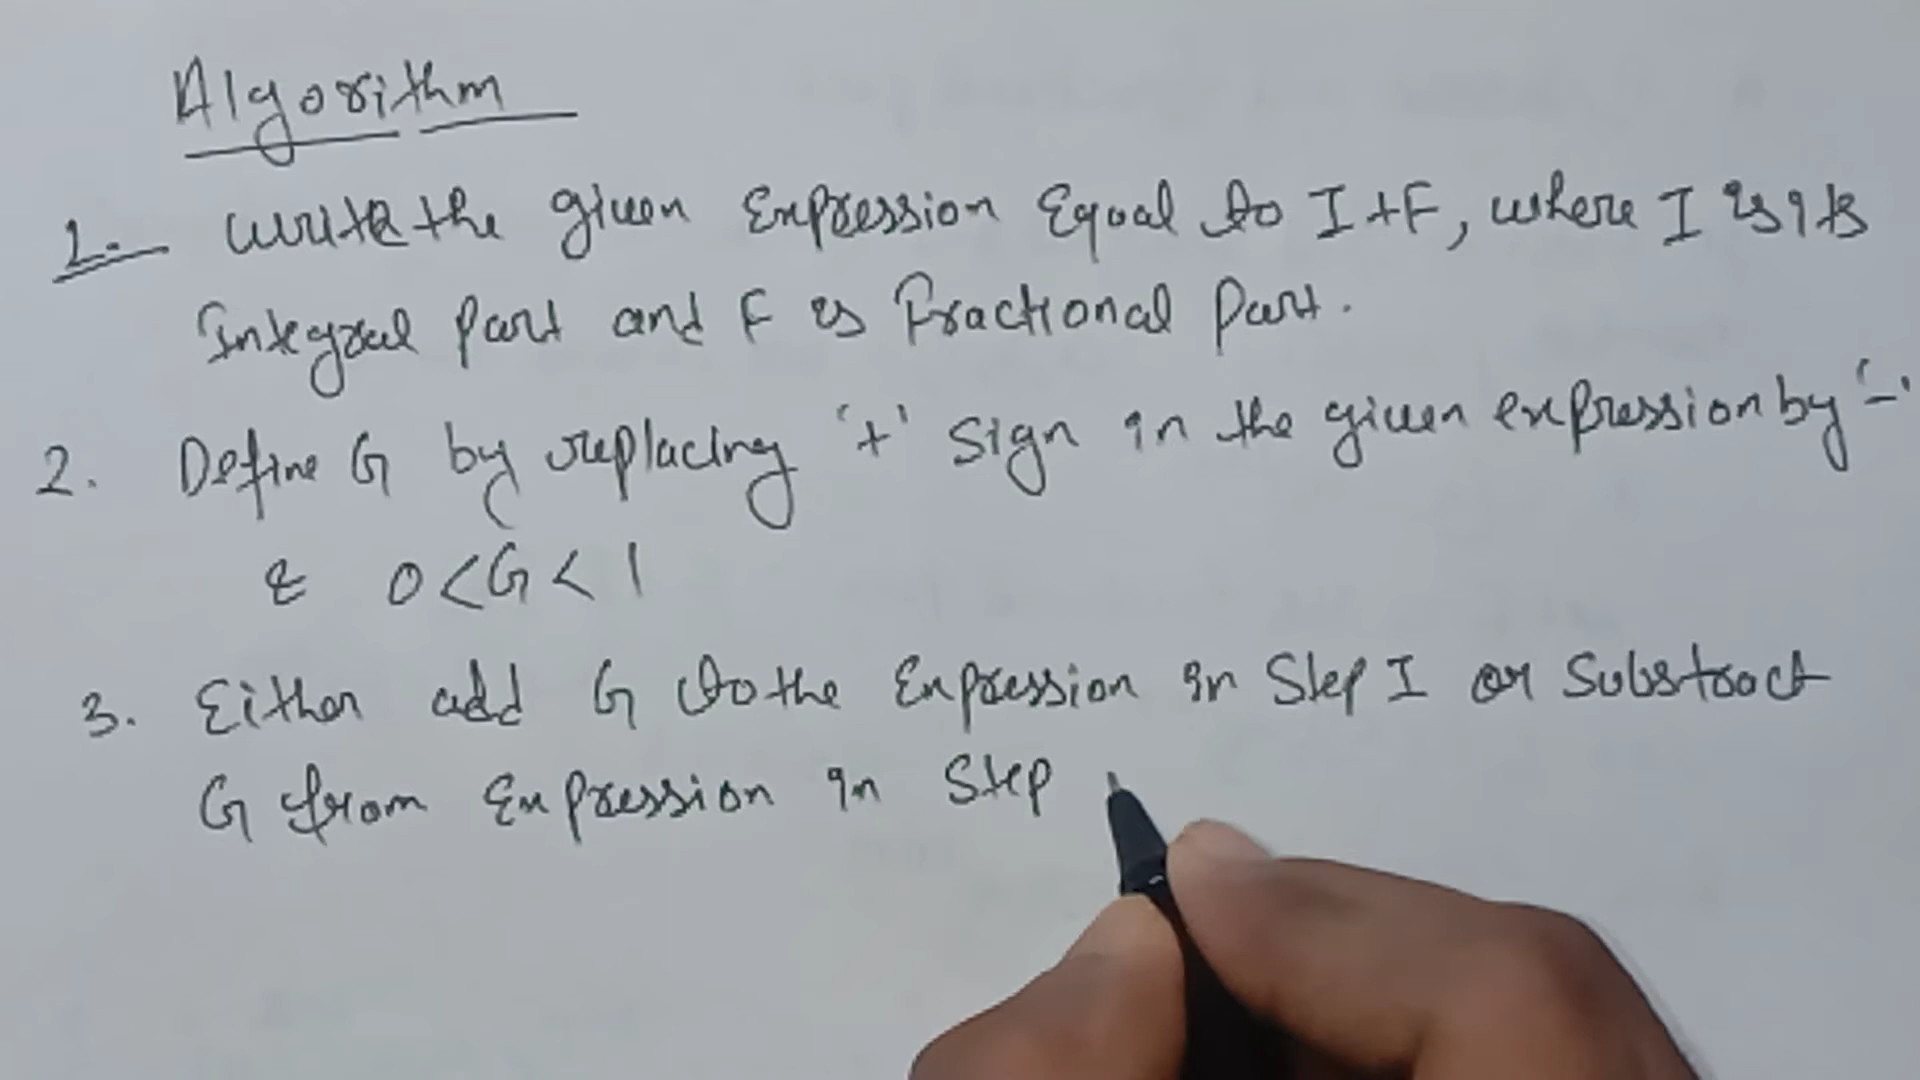 Algorithm
1. write the given Expression Equal to I+F, where I is its
Integral Part and F is Fractional Part.
2. Define G by replacing '+' sign in the given expression by '-'
& 0<G<1
3. Either add G to the Expression in Step I or Substract
G from Expression in Step